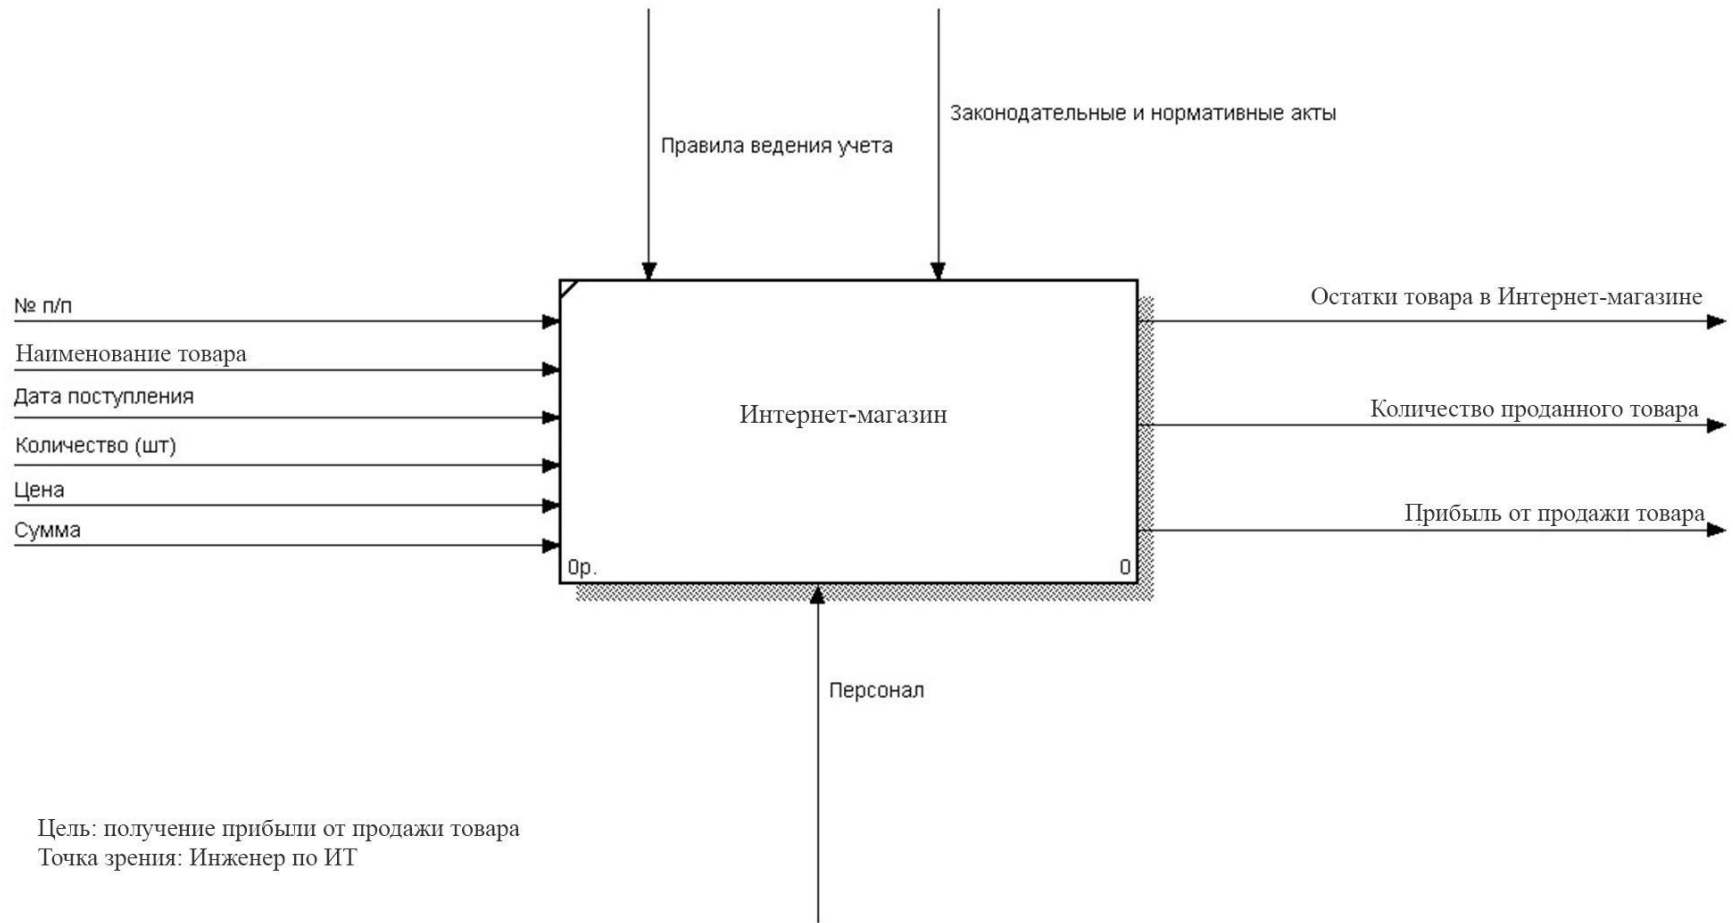 Законодательные и нормативные акты
Правила ведения учета
№ п/п
Наименование товара
Дата поступления
Количество (шт)
Цена
Сумма
Интернет-магазин
0р.
0
Остатки товара в Интернет-магазине
Количество проданного товара
Прибыль от продажи товара
Персонал
Цель: получение прибыли от продажи товара
Точка зрения: Инженер по ИТ